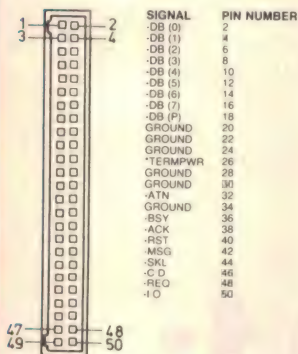 SIGNAL PIN NUMBER
-DB (0) 2
-DB (1) 4
-DB (2) 6
-DB (3) 8
-DB (4) 10
-DB (5) 12
-DB (6) 14
-DB (7) 16
-DB (P) 18
GROUND 20
GROUND 22
GROUND 24
*TERMPWR 26
GROUND 28
GROUND 30
-ATN 32
GROUND 34
-BSY 36
-ACK 38
-RST 40
-MSG 42
-SKL 44
-C D 46
-REQ 48
-I O 50
1 2
3 4
47 48
49 50